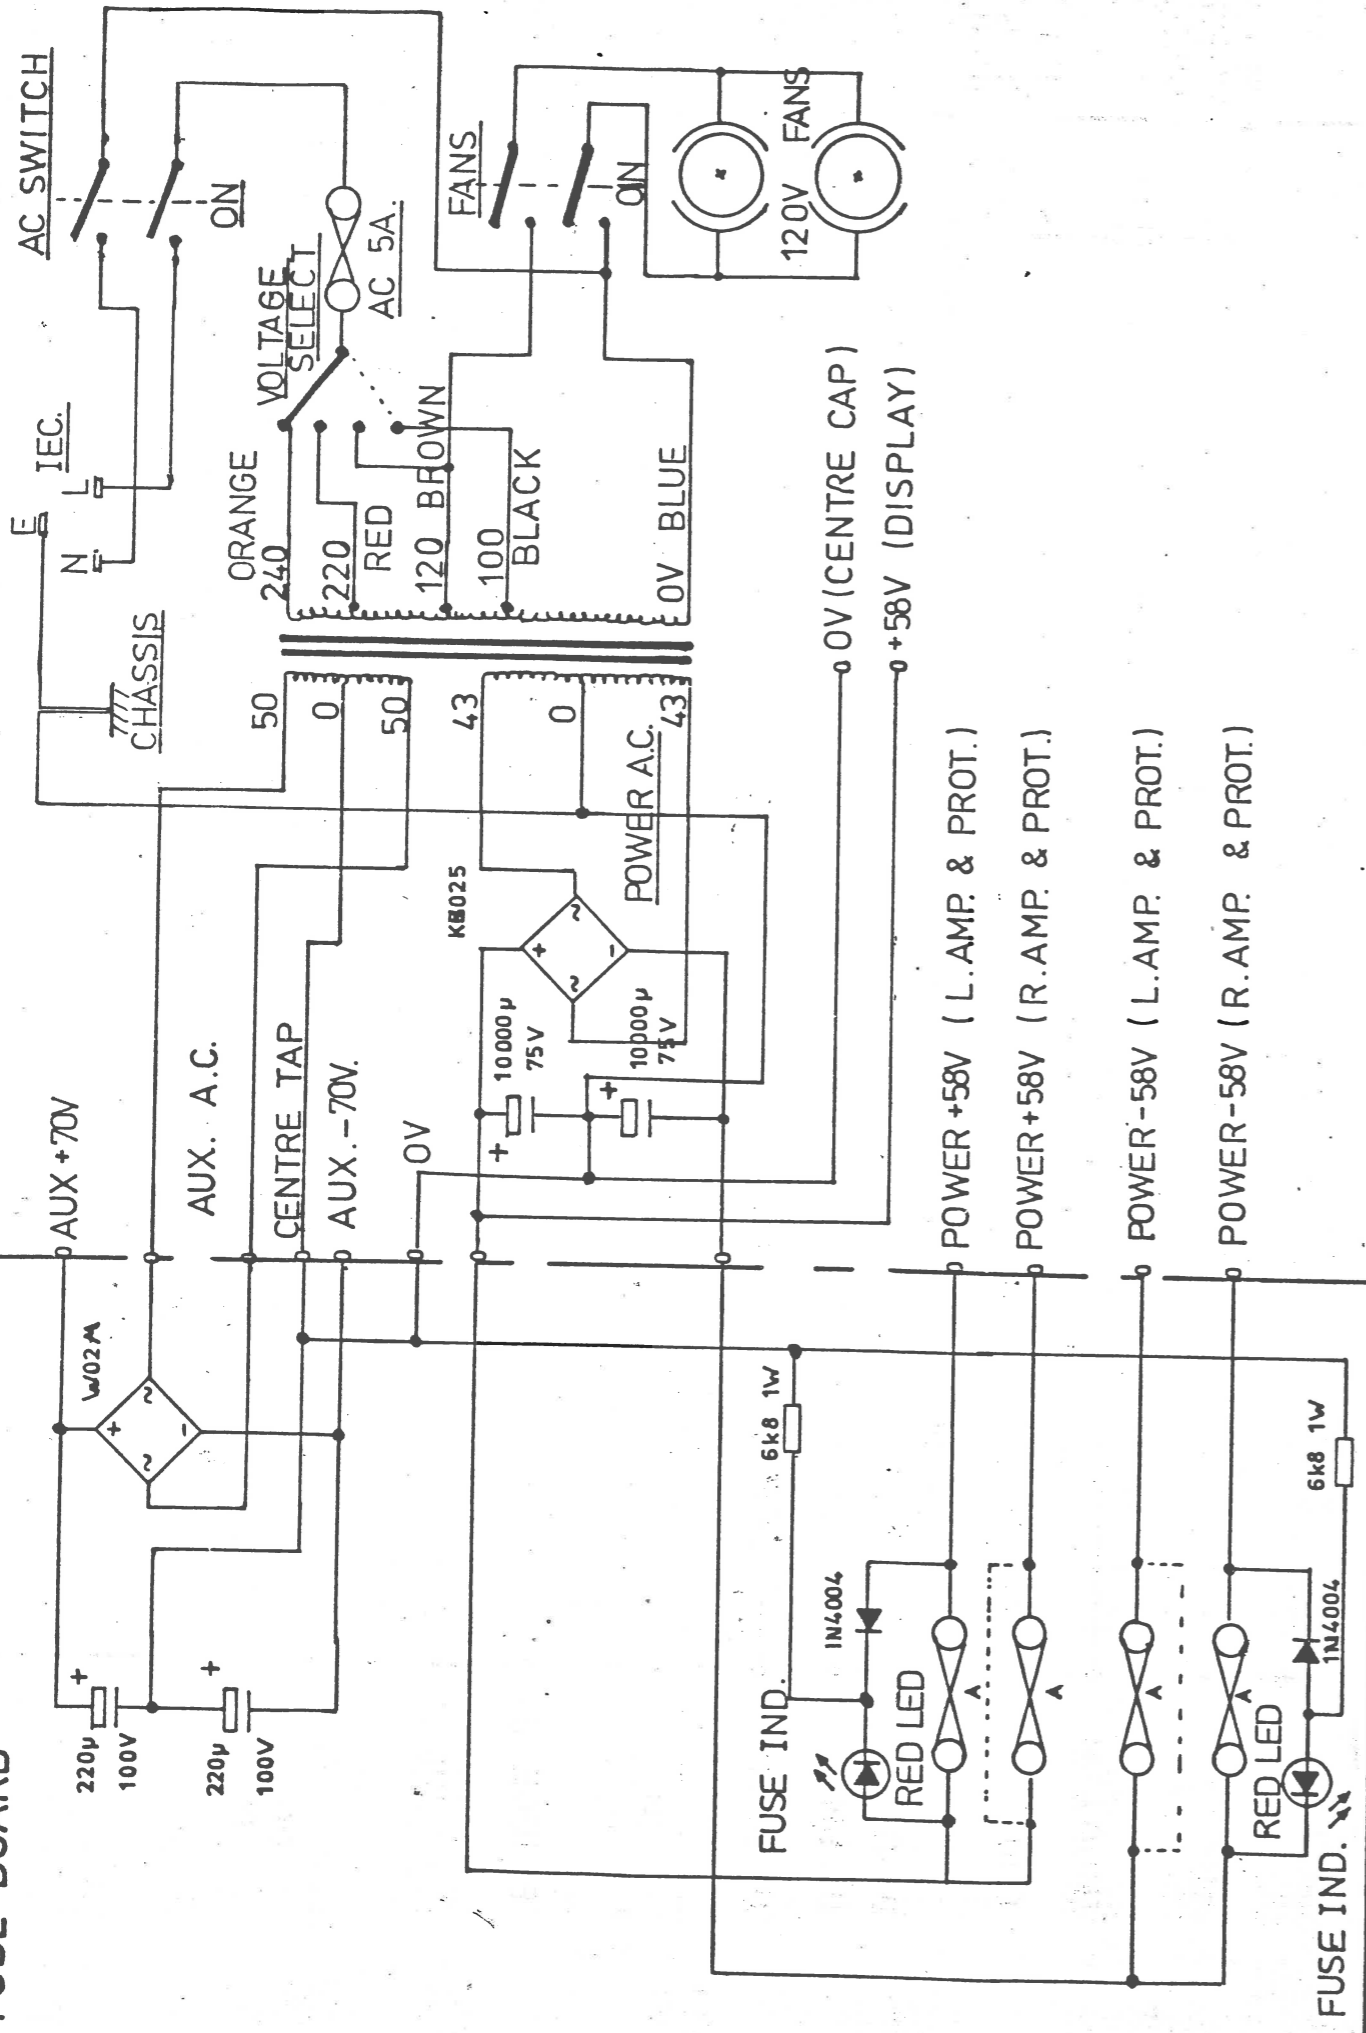 FUSE BOARD
AUX +70V
W02M
220µ
100V
+
220µ
100V
+
AUX. A.C.
CENTRE TAP
AUX. -70V.
0V
CHASSIS
E
N
L
IEC.
AC SWITCH
ON
VOLTAGE
SELECT
AC 5A.
ORANGE
240
220
RED
120 BROWN
100
BLACK
0V BLUE
50
0
50
43
0
43
POWER A.C.
FANS
ON
120V FANS
10000µ
75V
+
10000µ
75V
+
0V (CENTRE CAP)
+58V (DISPLAY)
POWER +58V (L.AMP. & PROT.)
POWER +58V (R.AMP. & PROT.)
POWER -58V (L.AMP. & PROT.)
POWER -58V (R.AMP. & PROT.)
6k8 1W
1N4004
FUSE IND.
RED LED
A
A
A
A
6k8 1W
1N4004
RED LED
FUSE IND.